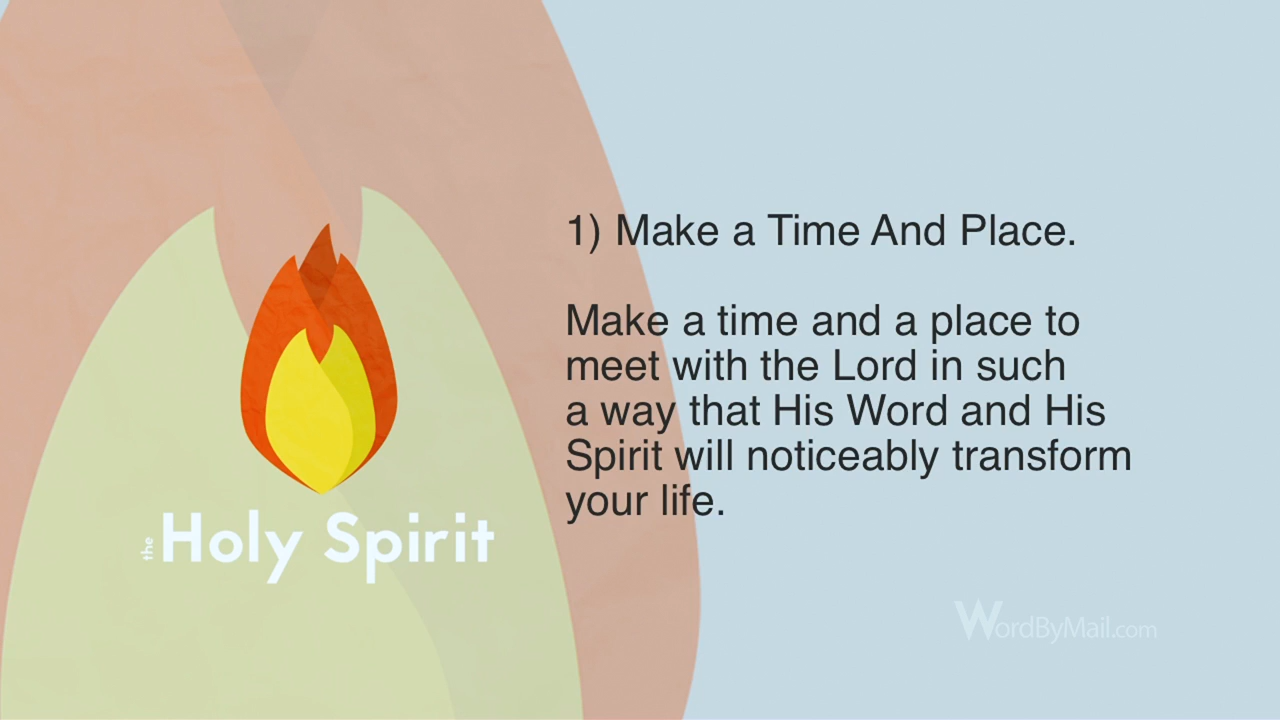 1) Make a Time And Place.
Make a time and a place to
meet with the Lord in such
a way that His Word and His
Spirit will noticeably transform
your life.
the Holy Spirit
WordByMail.com